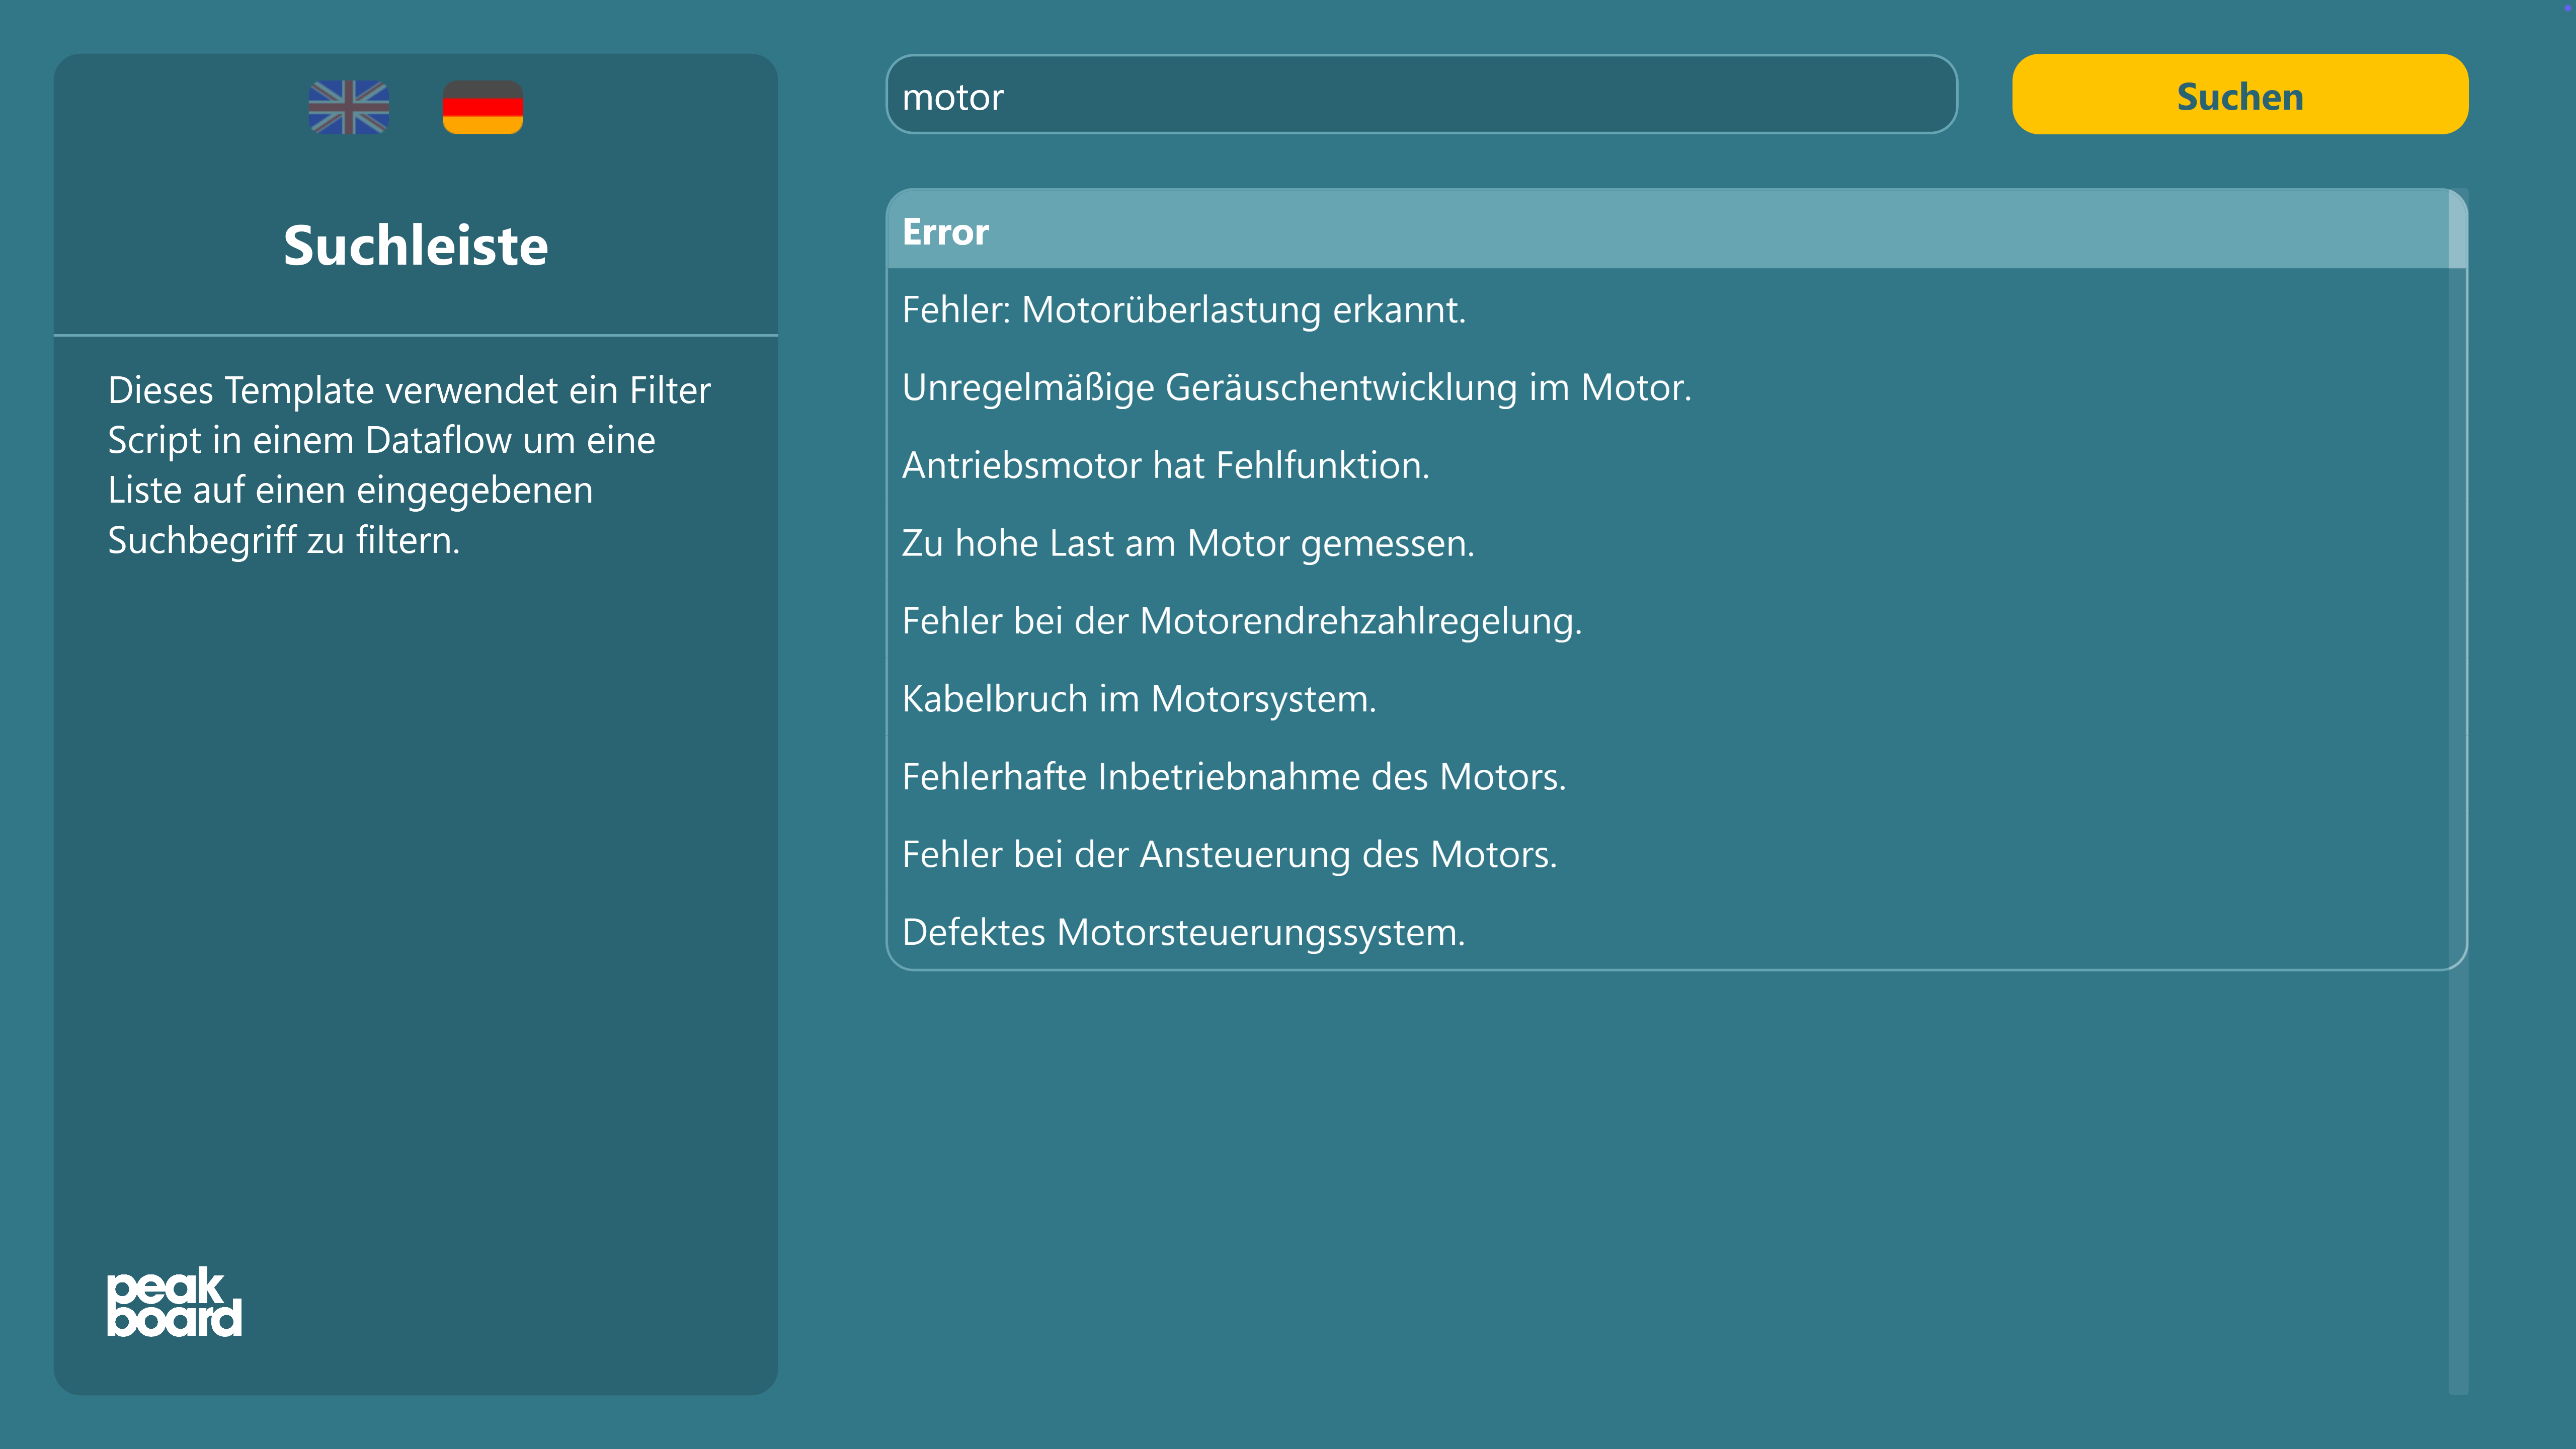 Suchleiste
Dieses Template verwendet ein Filter
Script in einem Dataflow um eine
Liste auf einen eingegebenen
Suchbegriff zu filtern.
peak
board
motor
Suchen
Error
Fehler: Motorüberlastung erkannt.
Unregelmäßige Geräuschentwicklung im Motor.
Antriebsmotor hat Fehlfunktion.
Zu hohe Last am Motor gemessen.
Fehler bei der Motorendrehzahlregelung.
Kabelbruch im Motorsystem.
Fehlerhafte Inbetriebnahme des Motors.
Fehler bei der Ansteuerung des Motors.
Defektes Motorsteuerungssystem.